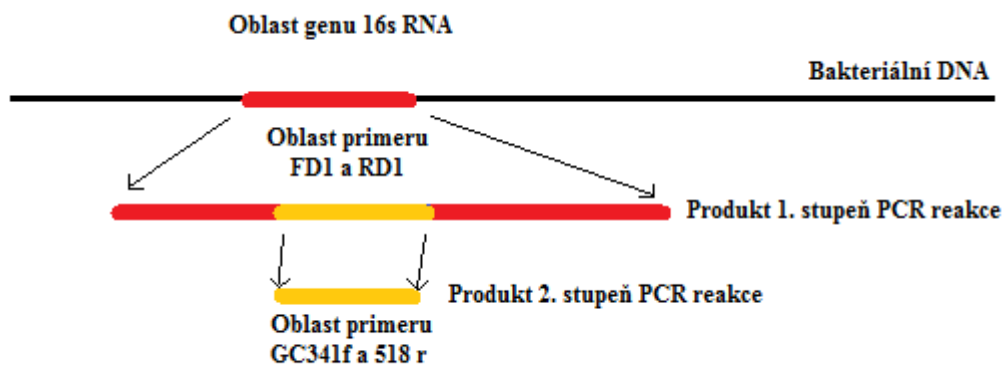 Oblast genu 16s RNA
Bakteriální DNA
Oblast primeru
FD1 a RD1
Produkt 1. stupeň PCR reakce
Produkt 2. stupeň PCR reakce
Oblast primeru
GC341f a 518 r